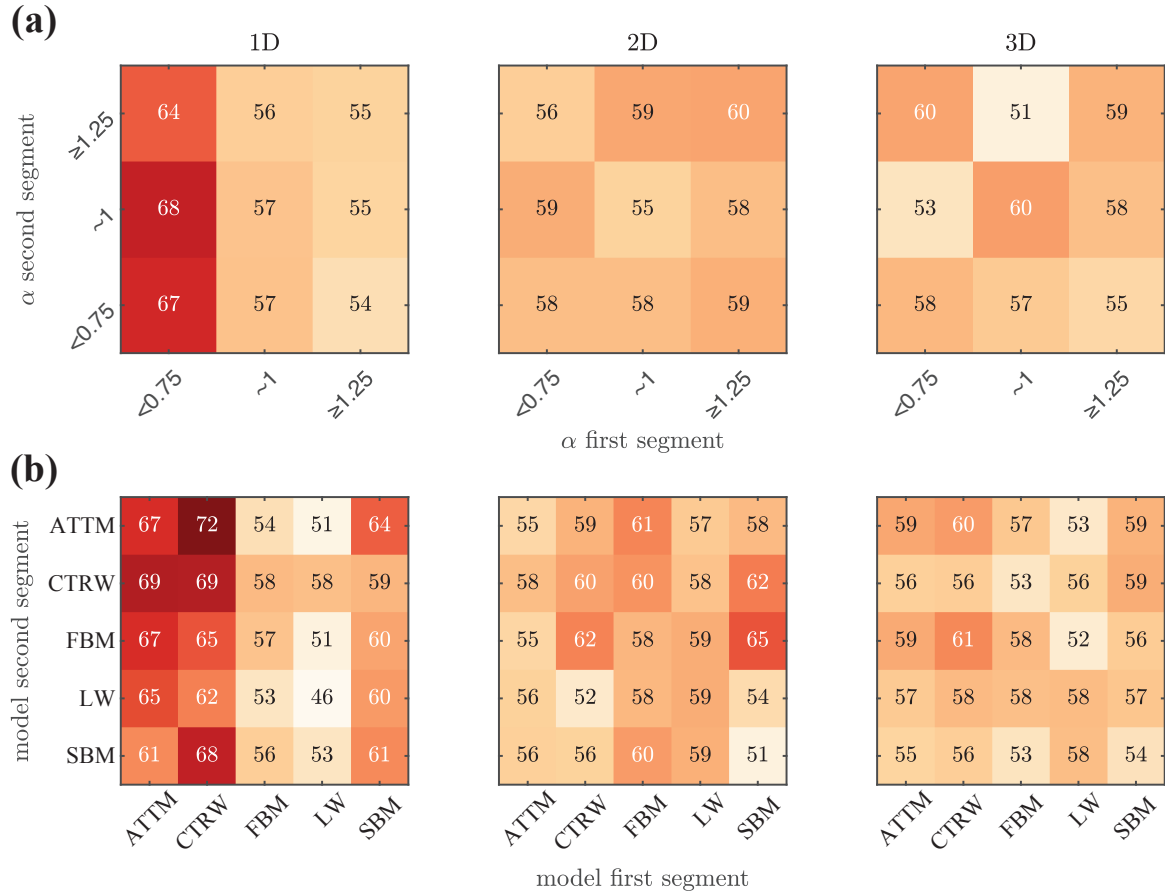 (a)
1D 2D 3D
α second segment
≥1.25 64 56 55 56 59 60 60 51 59
~1 68 57 55 59 55 58 53 60 58
<0.75 67 57 54 58 58 59 58 57 55
<0.75 ~1 ≥1.25 <0.75 ~1 ≥1.25 <0.75 ~1 ≥1.25
α first segment
(b)
model second segment
ATTM 67 72 54 51 64 55 59 61 57 58 59 60 57 53 59
CTRW 69 69 58 58 59 58 60 60 58 62 56 56 53 56 59
FBM 67 65 57 51 60 55 62 58 59 65 59 61 58 52 56
LW 65 62 53 46 60 56 52 58 59 54 57 58 58 58 57
SBM 61 68 56 53 61 56 56 60 59 51 55 56 53 58 54
ATTM CTRW FBM LW SBM ATTM CTRW FBM LW SBM ATTM CTRW FBM LW SBM
model first segment